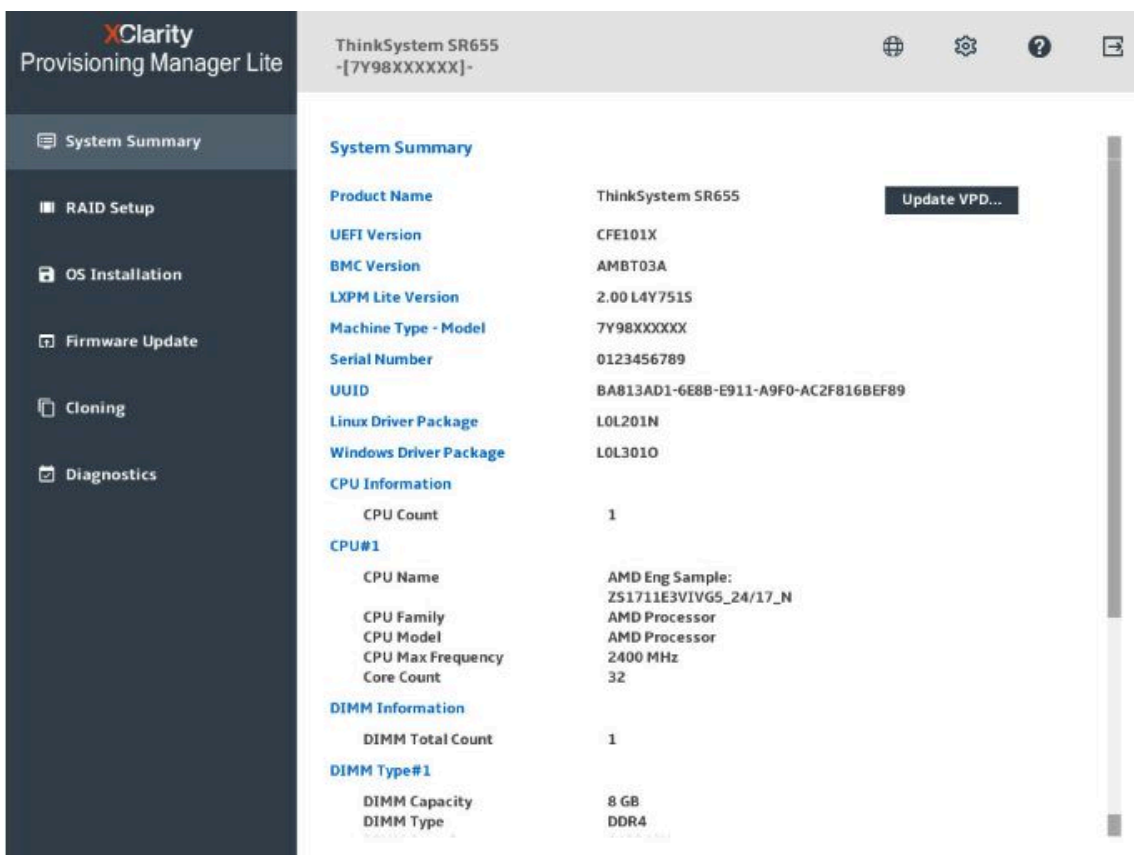 XClarity
Provisioning Manager Lite
ThinkSystem SR655
-[7Y98XXXXXX]-
System Summary
RAID Setup
OS Installation
Firmware Update
Cloning
Diagnostics
System Summary
Product Name ThinkSystem SR655 Update VPD...
UEFI Version CFE101X
BMC Version AMBT03A
LXPM Lite Version 2.00 L4Y751S
Machine Type - Model 7Y98XXXXXX
Serial Number 0123456789
UUID BA813AD1-6E8B-E911-A9F0-AC2F816BEF89
Linux Driver Package L0L201N
Windows Driver Package L0L301O
CPU Information
CPU Count 1
CPU#1
CPU Name AMD Eng Sample:
ZS1711E3VIVG5_24/17_N
CPU Family AMD Processor
CPU Model AMD Processor
CPU Max Frequency 2400 MHz
Core Count 32
DIMM Information
DIMM Total Count 1
DIMM Type#1
DIMM Capacity 8 GB
DIMM Type DDR4